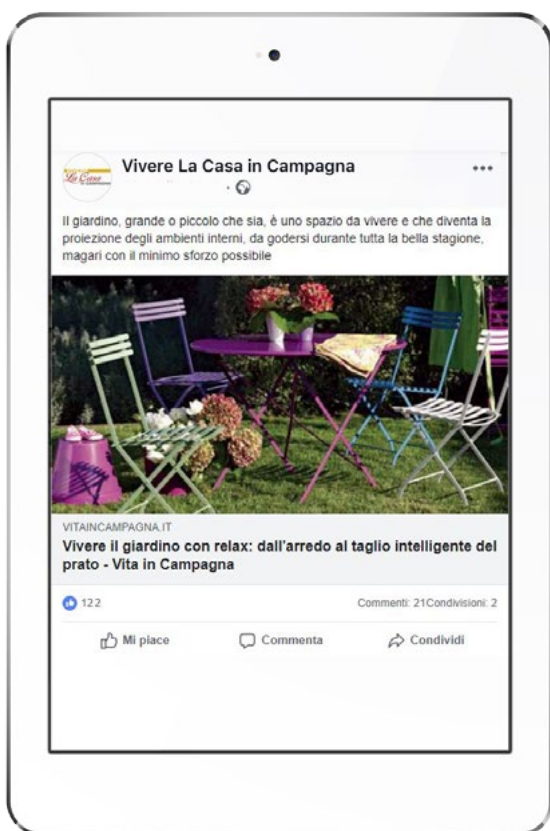 Vivere La Casa in Campagna
La Casa
Il giardino, grande o piccolo che sia, è uno spazio da vivere e che diventa la
proiezione degli ambienti interni, da godersi durante tutta la bella stagione,
magari con il minimo sforzo possibile
VITAINCAMPAGNA.IT
Vivere il giardino con relax: dall'arredo al taglio intelligente del
prato - Vita in Campagna
122
Commenti: 21Condivisioni: 2
Mi piace Commenta Condividi